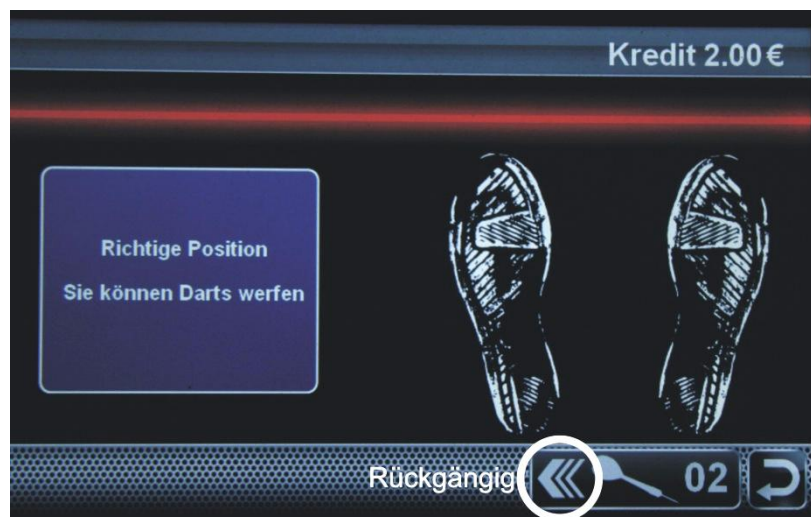 Kredit 2.00€
Richtige Position
Sie können Darts werfen
Rückgängig
02